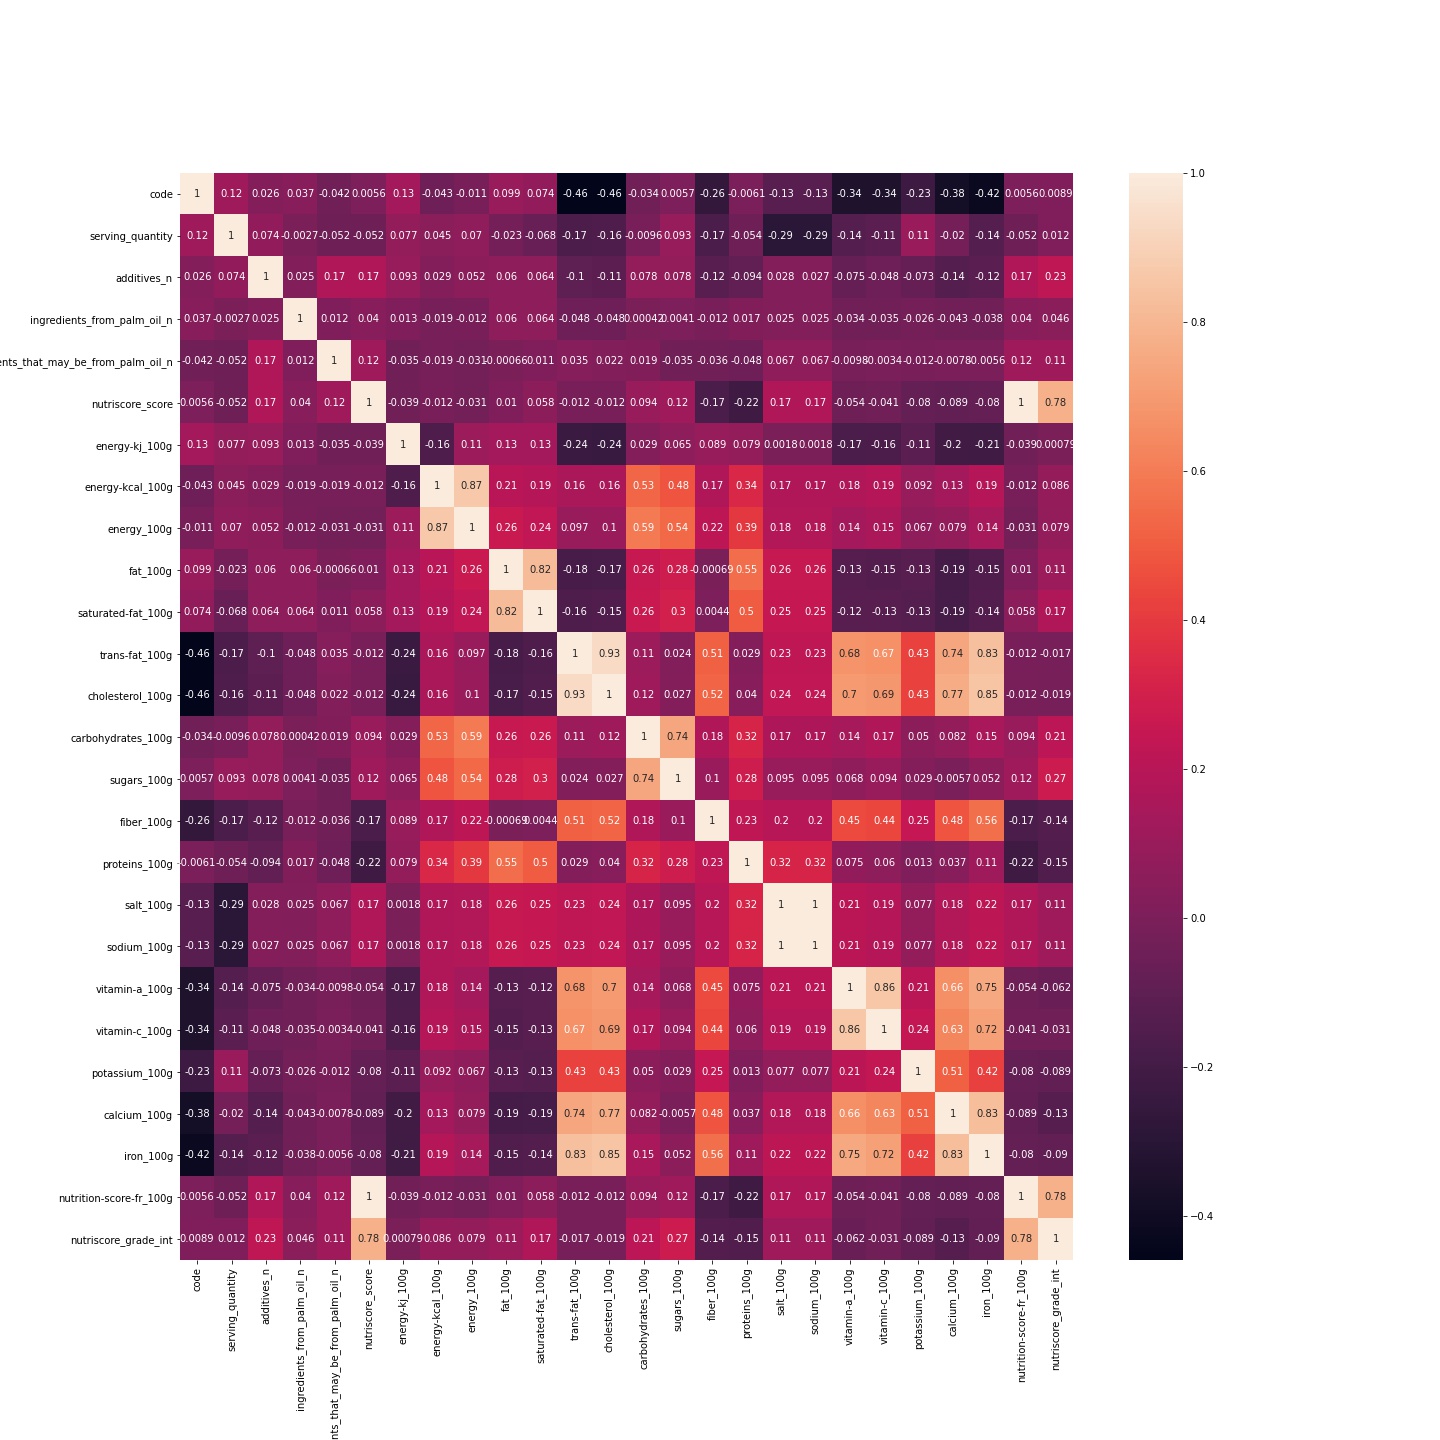 code 1 0.12 0.026 0.037 -0.042 0.0056 0.13 -0.043 -0.011 0.099 0.074 -0.46 -0.46 -0.034 0.0057 -0.26 -0.0061 -0.13 -0.13 -0.34 -0.34 -0.23 -0.38 -0.42 0.0056 0.0089
serving_quantity 0.12 1 0.074 -0.0027 -0.052 -0.052 0.077 0.045 0.07 -0.023 -0.068 -0.17 -0.16 -0.0096 0.093 -0.17 -0.054 -0.29 -0.29 -0.14 -0.11 0.11 -0.02 -0.14 -0.052 0.012
additives_n 0.026 0.074 1 0.025 0.17 0.17 0.093 0.029 0.052 0.06 0.064 -0.1 -0.11 0.078 0.078 -0.12 -0.094 0.028 0.027 -0.075 -0.048 -0.073 -0.14 -0.12 0.17 0.23
ingredients_from_palm_oil_n 0.037 -0.0027 0.025 1 0.012 0.04 0.013 -0.019 -0.012 0.06 0.064 -0.048 -0.048 0.00042 0.0041 -0.012 0.017 0.025 0.025 -0.034 -0.035 -0.026 -0.043 -0.038 0.04 0.046
ents_that_may_be_from_palm_oil_n -0.042 -0.052 0.17 0.012 1 0.12 -0.035 -0.019 -0.031 -0.00066 0.011 0.035 0.022 0.019 -0.035 -0.036 -0.048 0.067 0.067 -0.0098 -0.0034 -0.012 -0.0078 -0.0056 0.12 0.11
nutriscore_score 0.0056 -0.052 0.17 0.04 0.12 1 -0.039 -0.012 -0.031 0.01 0.058 -0.012 -0.012 0.094 0.12 -0.17 -0.22 0.17 0.17 -0.054 -0.041 -0.08 -0.089 -0.08 1 0.78
energy-kj_100g 0.13 0.077 0.093 0.013 -0.035 -0.039 1 -0.16 0.11 0.13 0.13 -0.24 -0.24 0.029 0.065 0.089 0.079 0.0018 0.0018 -0.17 -0.16 -0.11 -0.2 -0.21 -0.039 0.00079
energy-kcal_100g -0.043 0.045 0.029 -0.019 -0.019 -0.012 -0.16 1 0.87 0.21 0.19 0.16 0.16 0.53 0.48 0.17 0.34 0.17 0.17 0.18 0.19 0.092 0.13 0.19 -0.012 0.086
energy_100g -0.011 0.07 0.052 -0.012 -0.031 -0.031 0.11 0.87 1 0.26 0.24 0.097 0.1 0.59 0.54 0.22 0.39 0.18 0.18 0.14 0.15 0.067 0.079 0.14 -0.031 0.079
fat_100g 0.099 -0.023 0.06 0.06 -0.00066 0.01 0.13 0.21 0.26 1 0.82 -0.18 -0.17 0.26 0.28 -0.00069 0.55 0.26 0.26 -0.13 -0.15 -0.13 -0.19 -0.15 0.01 0.11
saturated-fat_100g 0.074 -0.068 0.064 0.064 0.011 0.058 0.13 0.19 0.24 0.82 1 -0.16 -0.15 0.26 0.3 0.0044 0.5 0.25 0.25 -0.12 -0.13 -0.13 -0.19 -0.14 0.058 0.17
trans-fat_100g -0.46 -0.17 -0.1 -0.048 0.035 -0.012 -0.24 0.16 0.097 -0.18 -0.16 1 0.93 0.11 0.024 0.51 0.029 0.23 0.23 0.68 0.67 0.43 0.74 0.83 -0.012 -0.017
cholesterol_100g -0.46 -0.16 -0.11 -0.048 0.022 -0.012 -0.24 0.16 0.1 -0.17 -0.15 0.93 1 0.12 0.027 0.52 0.04 0.24 0.24 0.7 0.69 0.43 0.77 0.85 -0.012 -0.019
carbohydrates_100g -0.034 -0.0096 0.078 0.00042 0.019 0.094 0.029 0.53 0.59 0.26 0.26 0.11 0.12 1 0.74 0.18 0.32 0.17 0.17 0.14 0.17 0.05 0.082 0.15 0.094 0.21
sugars_100g 0.0057 0.093 0.078 0.0041 -0.035 0.12 0.065 0.48 0.54 0.28 0.3 0.024 0.027 0.74 1 0.1 0.28 0.095 0.095 0.068 0.094 0.029 -0.0057 0.052 0.12 0.27
fiber_100g -0.26 -0.17 -0.12 -0.012 -0.036 -0.17 0.089 0.17 0.22 -0.00069 0.0044 0.51 0.52 0.18 0.1 1 0.23 0.2 0.2 0.45 0.44 0.25 0.48 0.56 -0.17 -0.14
proteins_100g -0.0061 -0.054 -0.094 0.017 -0.048 -0.22 0.079 0.34 0.39 0.55 0.5 0.029 0.04 0.32 0.28 0.23 1 0.32 0.32 0.075 0.06 0.013 0.037 0.11 -0.22 -0.15
salt_100g -0.13 -0.29 0.028 0.025 0.067 0.17 0.0018 0.17 0.18 0.26 0.25 0.23 0.24 0.17 0.095 0.2 0.32 1 1 0.21 0.19 0.077 0.18 0.22 0.17 0.11
sodium_100g -0.13 -0.29 0.027 0.025 0.067 0.17 0.0018 0.17 0.18 0.26 0.25 0.23 0.24 0.17 0.095 0.2 0.32 1 1 0.21 0.19 0.077 0.18 0.22 0.17 0.11
vitamin-a_100g -0.34 -0.14 -0.075 -0.034 -0.0098 -0.054 -0.17 0.18 0.14 -0.13 -0.12 0.68 0.7 0.14 0.068 0.45 0.075 0.21 0.21 1 0.86 0.21 0.66 0.75 -0.054 -0.062
vitamin-c_100g -0.34 -0.11 -0.048 -0.035 -0.0034 -0.041 -0.16 0.19 0.15 -0.15 -0.13 0.67 0.69 0.17 0.094 0.44 0.06 0.19 0.19 0.86 1 0.24 0.63 0.72 -0.041 -0.031
potassium_100g -0.23 0.11 -0.073 -0.026 -0.012 -0.08 -0.11 0.092 0.067 -0.13 -0.13 0.43 0.43 0.05 0.029 0.25 0.013 0.077 0.077 0.21 0.24 1 0.51 0.42 -0.08 -0.089
calcium_100g -0.38 -0.02 -0.14 -0.043 -0.0078 -0.089 -0.2 0.13 0.079 -0.19 -0.19 0.74 0.77 0.082 -0.0057 0.48 0.037 0.18 0.18 0.66 0.63 0.51 1 0.83 -0.089 -0.13
iron_100g -0.42 -0.14 -0.12 -0.038 -0.0056 -0.08 -0.21 0.19 0.14 -0.15 -0.14 0.83 0.85 0.15 0.052 0.56 0.11 0.22 0.22 0.75 0.72 0.42 0.83 1 -0.08 -0.09
nutrition-score-fr_100g 0.0056 -0.052 0.17 0.04 0.12 1 -0.039 -0.012 -0.031 0.01 0.058 -0.012 -0.012 0.094 0.12 -0.17 -0.22 0.17 0.17 -0.054 -0.041 -0.08 -0.089 -0.08 1 0.78
nutriscore_grade_int 0.0089 0.012 0.23 0.046 0.11 0.78 0.00079 0.086 0.079 0.11 0.17 -0.017 -0.019 0.21 0.27 -0.14 -0.15 0.11 0.11 -0.062 -0.031 -0.089 -0.13 -0.09 0.78 1
code
serving_quantity
additives_n
ingredients_from_palm_oil_n
nts_that_may_be_from_palm_oil_n
nutriscore_score
energy-kj_100g
energy-kcal_100g
energy_100g
fat_100g
saturated-fat_100g
trans-fat_100g
cholesterol_100g
carbohydrates_100g
sugars_100g
fiber_100g
proteins_100g
salt_100g
sodium_100g
vitamin-a_100g
vitamin-c_100g
potassium_100g
calcium_100g
iron_100g
nutrition-score-fr_100g
nutriscore_grade_int
1.0
0.8
0.6
0.4
0.2
0.0
−0.2
−0.4